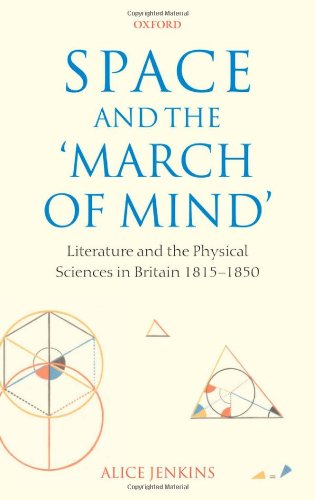 OXFORD
SPACE
AND THE
‘MARCH
OF MIND’
Literature and the Physical
Sciences in Britain 1815–1850
ALICE JENKINS